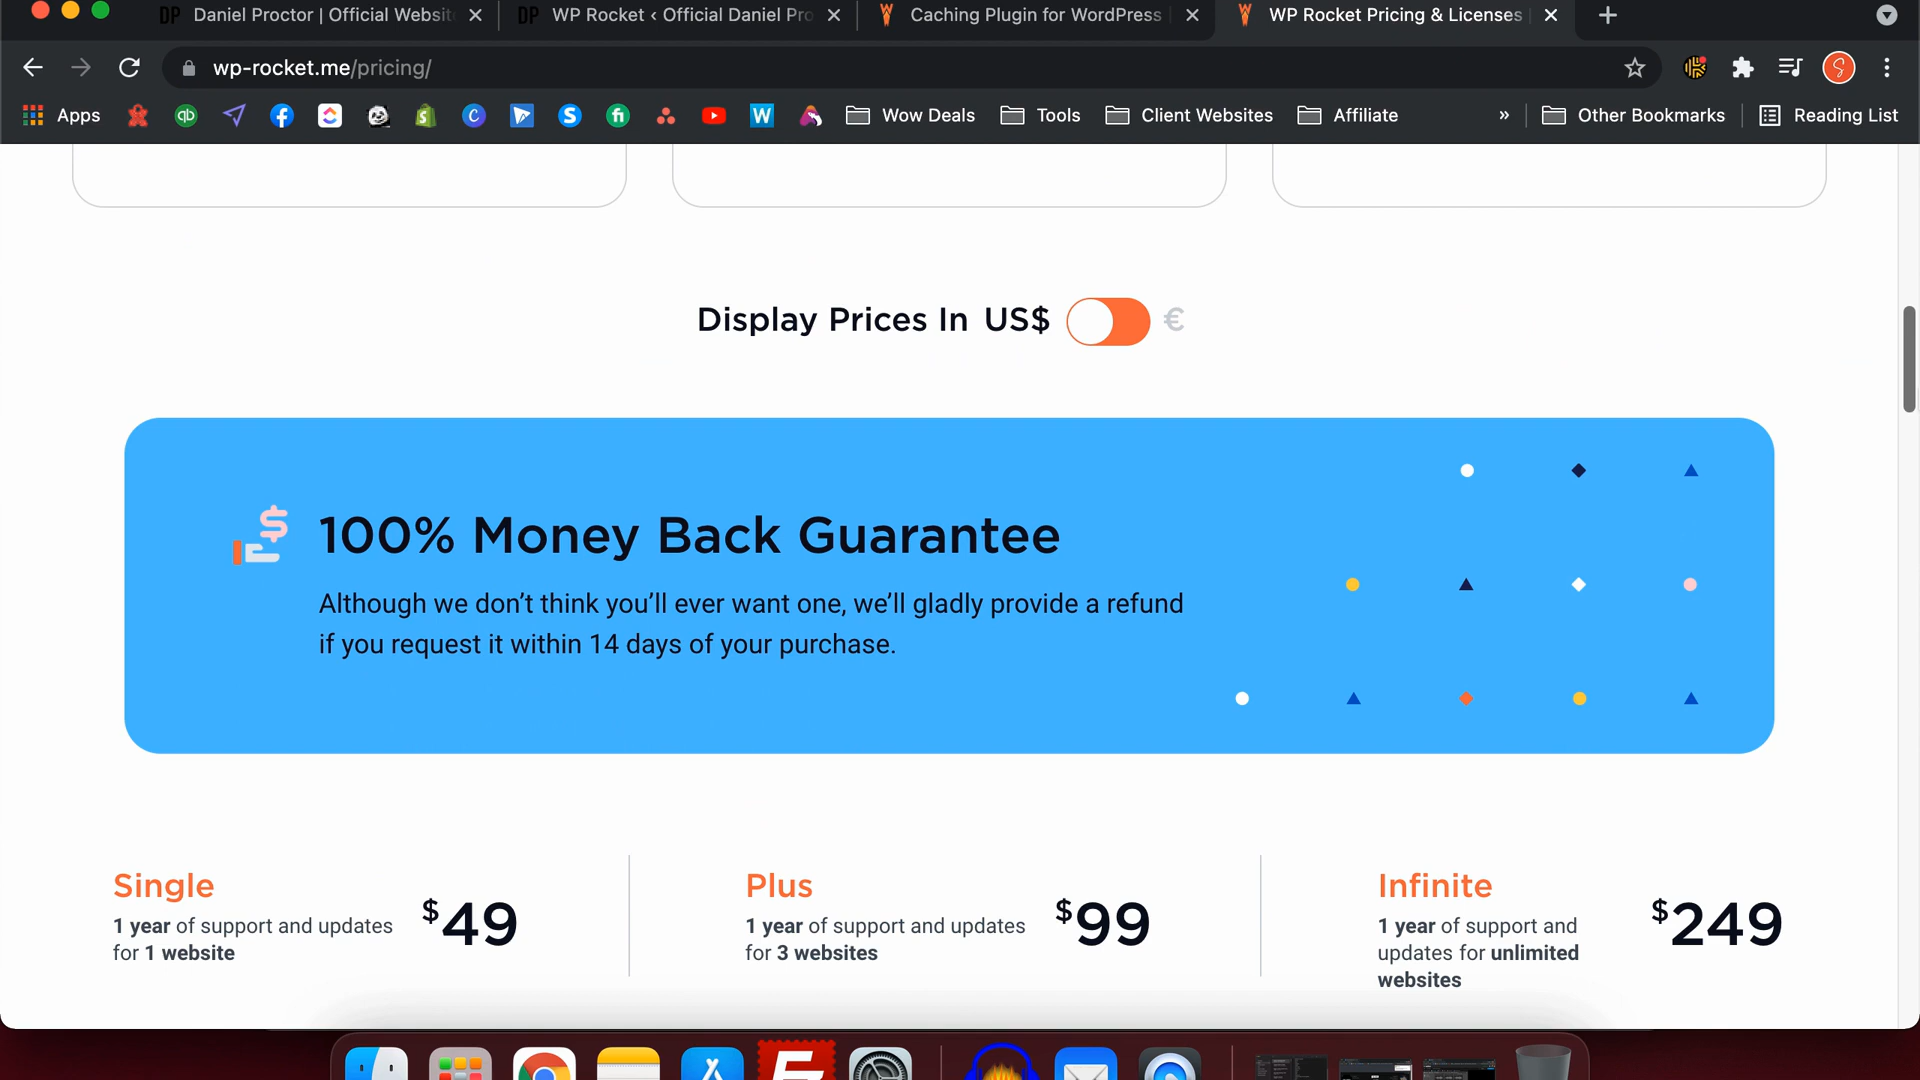 Daniel Proctor | Official Websit
WP Rocket ‹ Official Daniel Pro
Caching Plugin for WordPress
WP Rocket Pricing & Licenses
wp-rocket.me/pricing/
Apps
Wow Deals
Tools
Client Websites
Affiliate
»
Other Bookmarks
Reading List
Display Prices In US$ €
100% Money Back Guarantee
Although we don’t think you’ll ever want one, we’ll gladly provide a refund
if you request it within 14 days of your purchase.
Single
1 year of support and updates
for 1 website
$49
Plus
1 year of support and updates
for 3 websites
$99
Infinite
1 year of support and
updates for unlimited
websites
$249